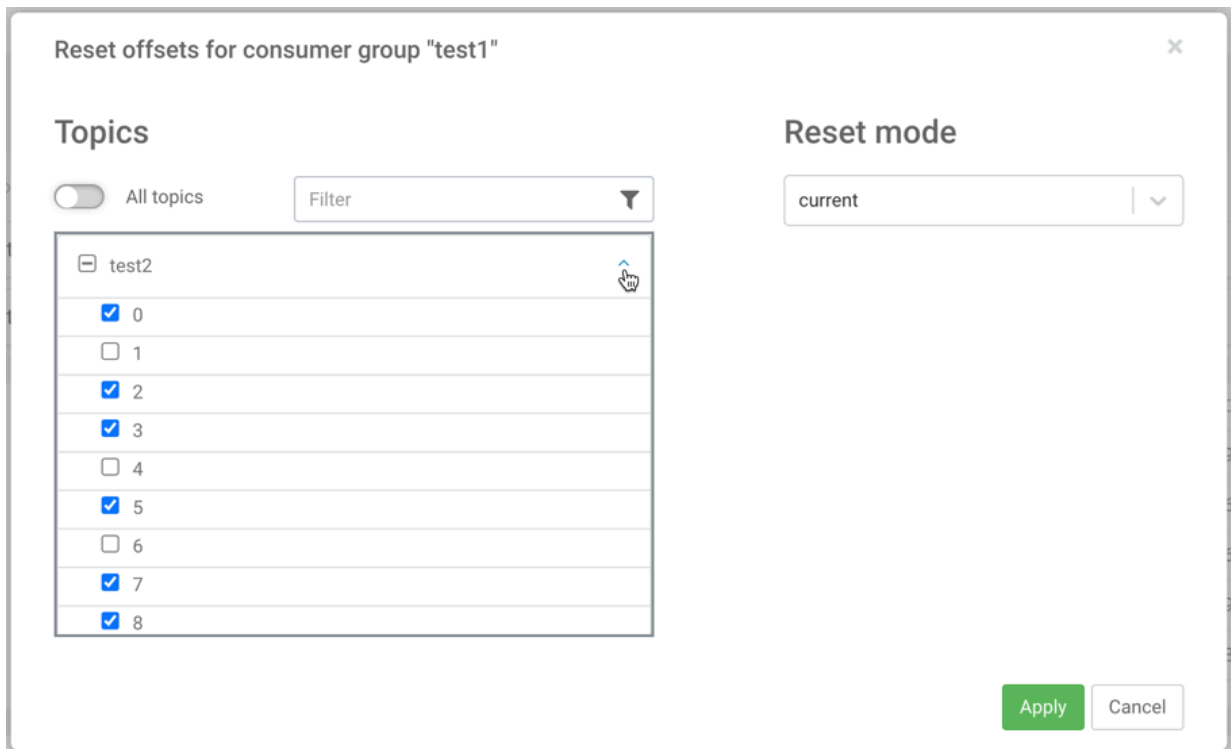 Reset offsets for consumer group "test1"
Topics
Reset mode
All topics
Filter
current
test2
0
1
2
3
4
5
6
7
8
Apply
Cancel